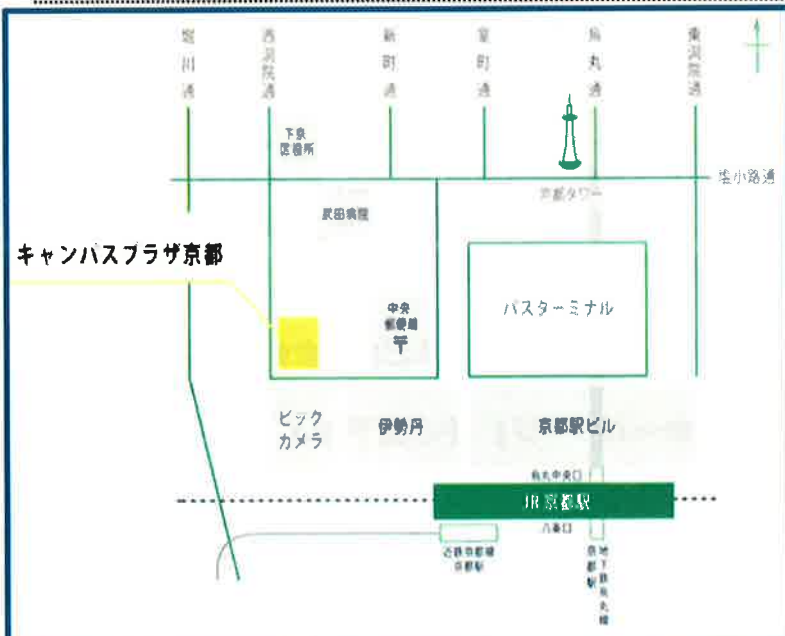 堀川通
西洞院通
新町通
室町通
烏丸通
東洞院通
下京
区役所
塩小路通
武田病院
京都タワー
キャンパスプラザ京都
中央
郵便局
〒
バスターミナル
ビック
カメラ
伊勢丹
京都駅ビル
烏丸中央口
JR京都駅
八条口
近鉄京都線
京都駅
地下鉄烏丸線
京都駅